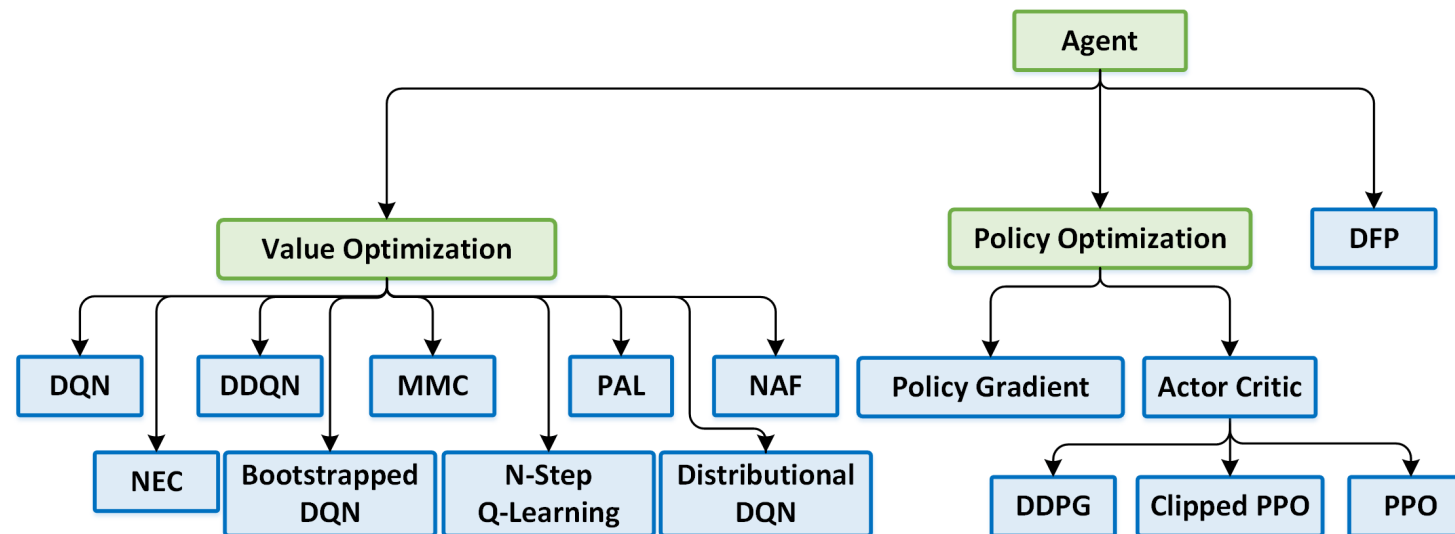 Agent
Value Optimization
Policy Optimization
DFP
DQN
DDQN
MMC
PAL
NAF
Policy Gradient
Actor Critic
NEC
Bootstrapped
DQN
N-Step
Q-Learning
Distributional
DQN
DDPG
Clipped PPO
PPO